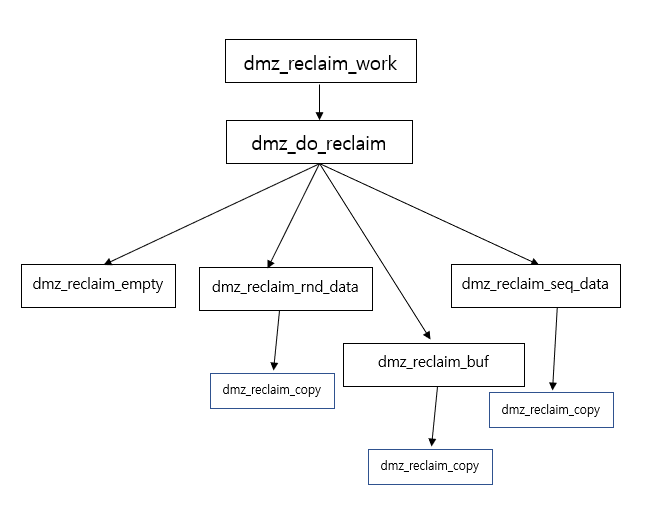 dmz_reclaim_work
dmz_do_reclaim
dmz_reclaim_empty
dmz_reclaim_rnd_data
dmz_reclaim_seq_data
dmz_reclaim_buf
dmz_reclaim_copy
dmz_reclaim_copy
dmz_reclaim_copy